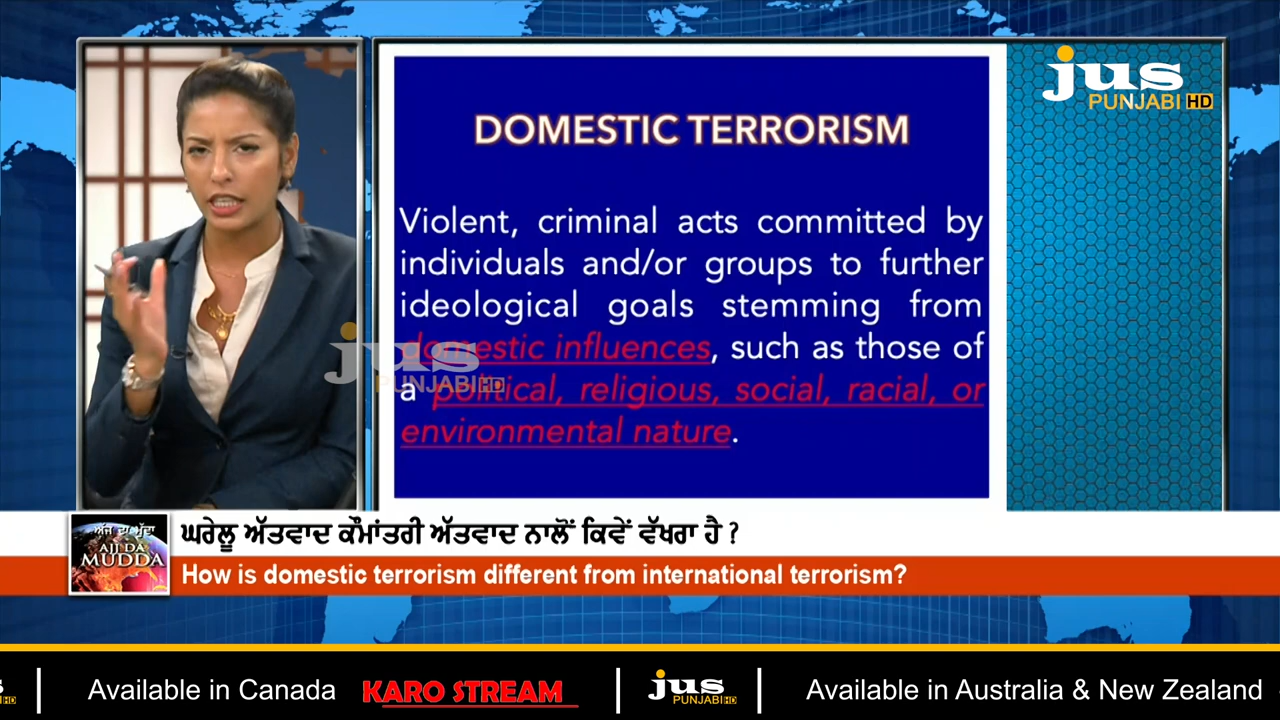 jus
PUNJABI HD
DOMESTIC TERRORISM
Violent, criminal acts committed by
individuals and/or groups to further
ideological goals stemming from
domestic influences, such as those of
a political, religious, social, racial, or
environmental nature.
jus
PUNJABI HD
ਅੱਜ ਦਾ ਮੁੱਦਾ
AJJ DA
MUDDA
ਘਰੇਲੂ ਅੱਤਵਾਦ ਕੌਮਾਂਤਰੀ ਅੱਤਵਾਦ ਨਾਲੋਂ ਕਿਵੇਂ ਵੱਖਰਾ ਹੈ ?
How is domestic terrorism different from international terrorism?
Available in Canada KARO STREAM jus PUNJABI HD Available in Australia & New Zealand